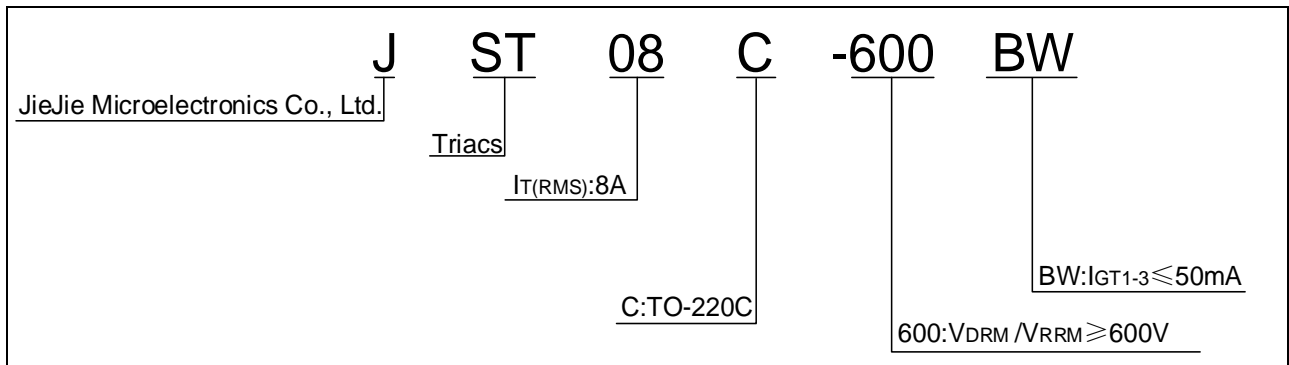 J ST 08 C -600 BW
JieJie Microelectronics Co., Ltd.
Triacs
IT(RMS):8A
BW:IGT1-3≤50mA
C:TO-220C
600:VDRM /VRRM≥600V